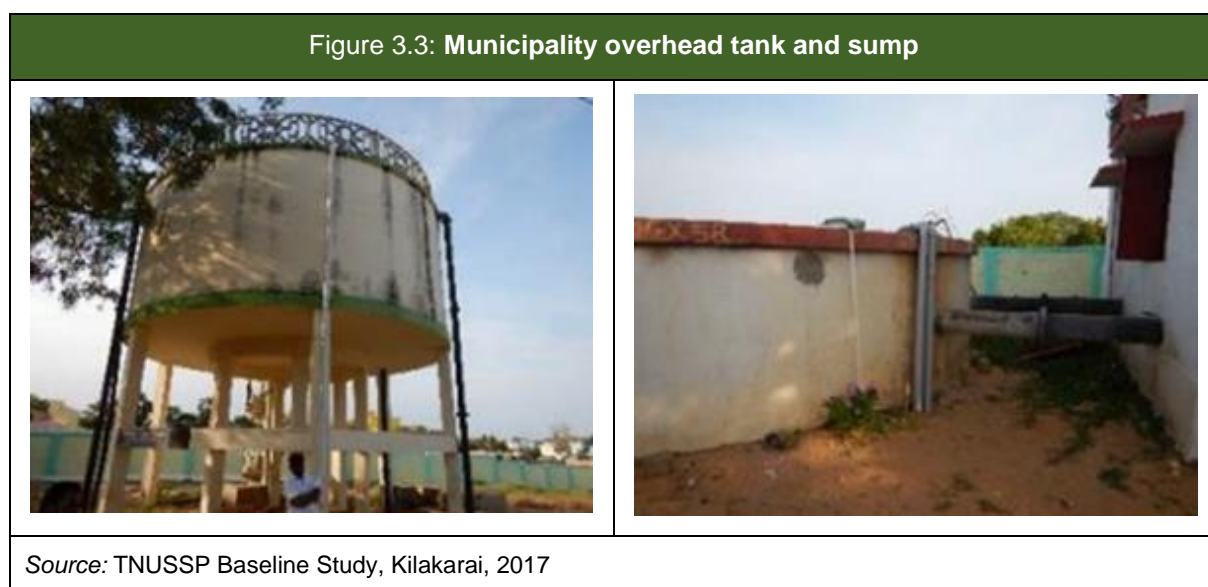 Figure 3.3: Municipality overhead tank and sump
Source: TNUSSP Baseline Study, Kilakarai, 2017